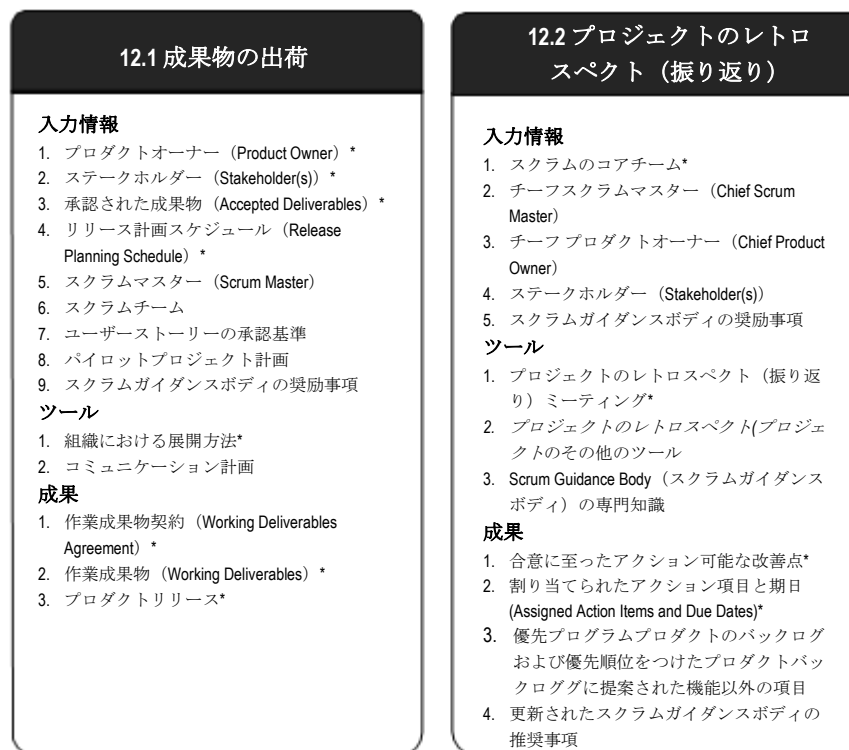 12.1 成果物の出荷
入力情報
1. プロダクトオーナー（Product Owner）*
2. ステークホルダー（Stakeholder(s)）*
3. 承認された成果物（Accepted Deliverables）*
4. リリース計画スケジュール（Release
Planning Schedule）*
5. スクラムマスター（Scrum Master）
6. スクラムチーム
7. ユーザーストーリーの承認基準
8. パイロットプロジェクト計画
9. スクラムガイダンスボディの奨励事項
ツール
1. 組織における展開方法*
2. コミュニケーション計画
成果
1. 作業成果物契約（Working Deliverables
Agreement）*
2. 作業成果物（Working Deliverables）*
3. プロダクトリリース*
12.2 プロジェクトのレトロ
スペクト（振り返り）
入力情報
1. スクラムのコアチーム*
2. チーフスクラムマスター（Chief Scrum
Master）
3. チーフ プロダクトオーナー（Chief Product
Owner）
4. ステークホルダー（Stakeholder(s)）
5. スクラムガイダンスボディの奨励事項
ツール
1. プロジェクトのレトロスペクト（振り返
り）ミーティング*
2. プロジェクトのレトロスペクト(プロジェ
クトのその他のツール
3. Scrum Guidance Body（スクラムガイダンス
ボディ）の専門知識
成果
1. 合意に至ったアクション可能な改善点*
2. 割り当てられたアクション項目と期日
(Assigned Action Items and Due Dates)*
3. 優先プログラムプロダクトのバックログ
および優先順位をつけたプロダクトバッ
クロググに提案された機能以外の項目
4. 更新されたスクラムガイダンスボディの
推奨事項